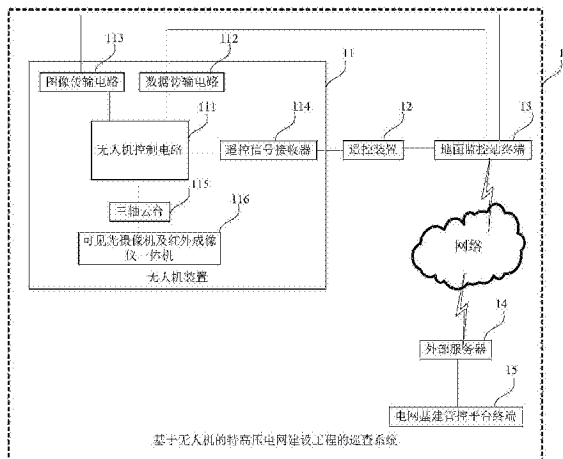 113
112
11
1
图像传输电路
数据传输电路
111
114
12
13
无人机控制电路
遥控信号接收器
遥控装置
地面监控站终端
115
三轴云台
116
可见光摄像机及红外成像
仪一体机
无人机装置
网络
14
外部服务器
15
电网基建管控平台终端
基于无人机的特高压电网建设工程的巡查系统